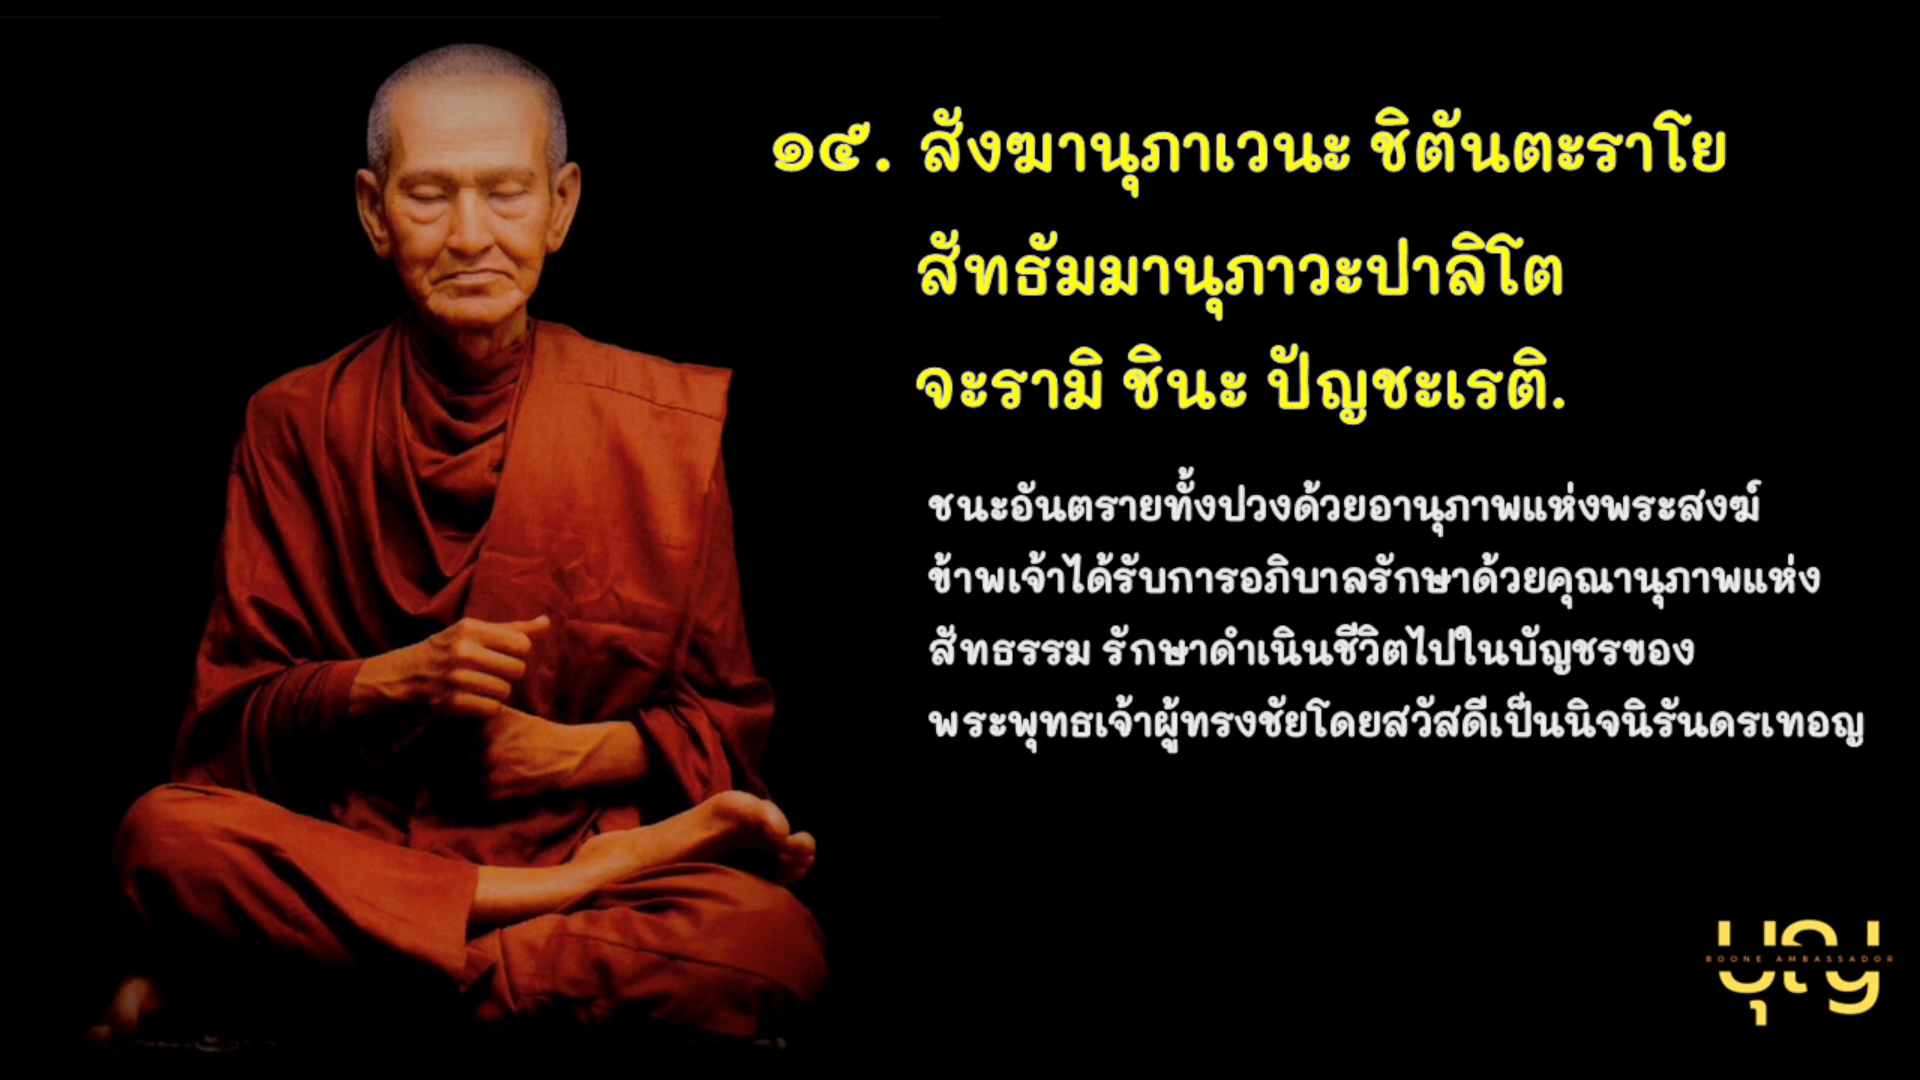 ๑๕. สังฆานุภาเวนะ ชิตันตะราโย
สัทธัมมานุภาวะปาลิโต
จะรามิ ชินะ ปัญชะเรติ.
ชนะอันตรายทั้งปวงด้วยอานุภาพแห่งพระสงฆ์
ข้าพเจ้าได้รับการอภิบาลรักษาด้วยคุณานุภาพแห่ง
สัทธรรม รักษาดำเนินชีวิตไปในบัญชรของ
พระพุทธเจ้าผู้ทรงชัยโดยสวัสดีเป็นนิจนิรันดรเทอญ
บุญ
BOONE AMBASSADOR